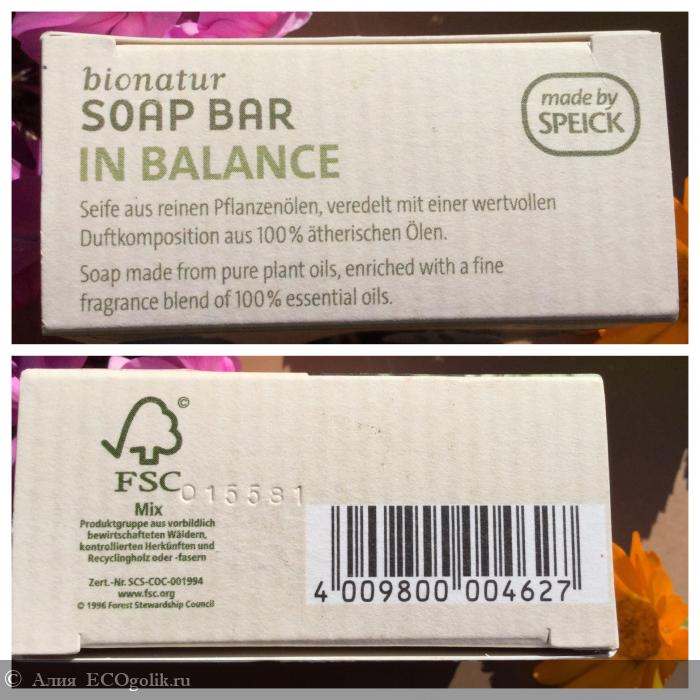 bionatur
SOAP BAR
IN BALANCE
made by
SPEICK
Seife aus reinen Pflanzenölen, veredelt mit einer wertvollen
Duftkomposition aus 100% ätherischen Ölen.
Soap made from pure plant oils, enriched with a fine
fragrance blend of 100% essential oils.
©
FSC
015581
Mix
Produktgruppe aus vorbildlich
bewirtschafteten Wäldern,
kontrollierten Herkünften und
Recyclingholz oder -fasern
Zert.-Nr. SCS-COC-001994
www.fsc.org
© 1996 Forest Stewardship Council
4 009800 004627
© Алия ECOgolik.ru